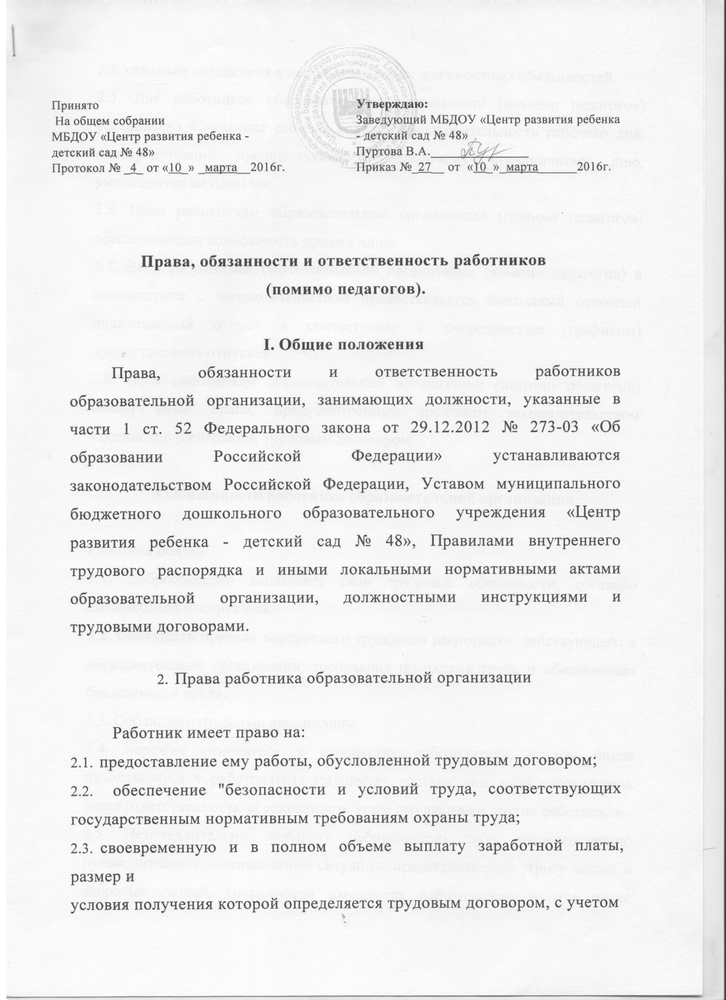 Принято
На общем собрании
МБДОУ «Центр развития ребенка -
детский сад № 48»
Протокол № _4_ от «10_» _марта__2016г.
Утверждаю:
Заведующий МБДОУ «Центр развития ребенка
- детский сад № 48»
Пуртова В.А.
Приказ №_27__ от «10_»_марта______2016г.
Права, обязанности и ответственность работников
(помимо педагогов).
I. Общие положения
Права, обязанности и ответственность работников
образовательной организации, занимающих должности, указанные в
части 1 ст. 52 Федерального закона от 29.12.2012 № 273-03 «Об
образовании Российской Федерации» устанавливаются
законодательством Российской Федерации, Уставом муниципального
бюджетного дошкольного образовательного учреждения «Центр
развития ребенка - детский сад № 48», Правилами внутреннего
трудового распорядка и иными локальными нормативными актами
образовательной организации, должностными инструкциями и
трудовыми договорами.
2. Права работника образовательной организации
Работник имеет право на:
2.1. предоставление ему работы, обусловленной трудовым договором;
2.2. обеспечение "безопасности и условий труда, соответствующих
государственным нормативным требованиям охраны труда;
2.3. своевременную и в полном объеме выплату заработной платы,
размер и
условия получения которой определяется трудовым договором, с учетом